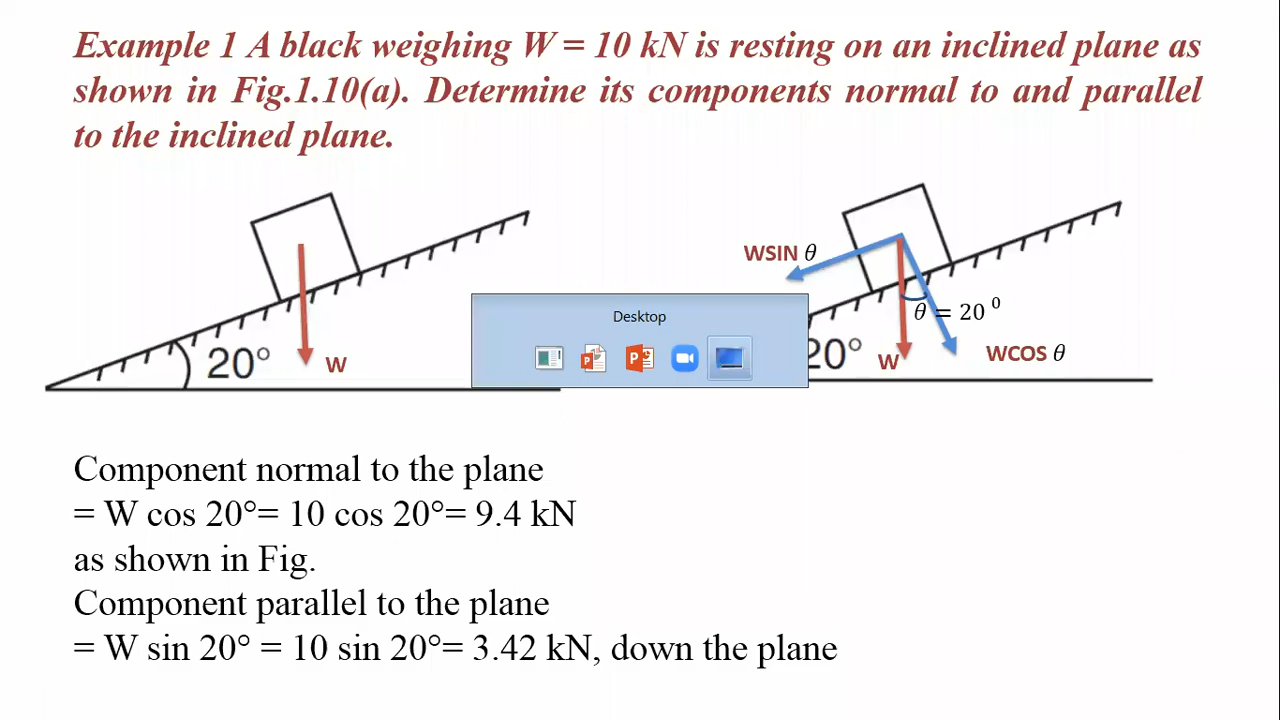 Example 1 A black weighing W = 10 kN is resting on an inclined plane as
shown in Fig.1.10(a). Determine its components normal to and parallel
to the inclined plane.
20°
W
WSIN θ
θ = 20 ⁰
20°
W
WCOS θ
Desktop
Component normal to the plane
= W cos 20°= 10 cos 20°= 9.4 kN
as shown in Fig.
Component parallel to the plane
= W sin 20° = 10 sin 20°= 3.42 kN, down the plane